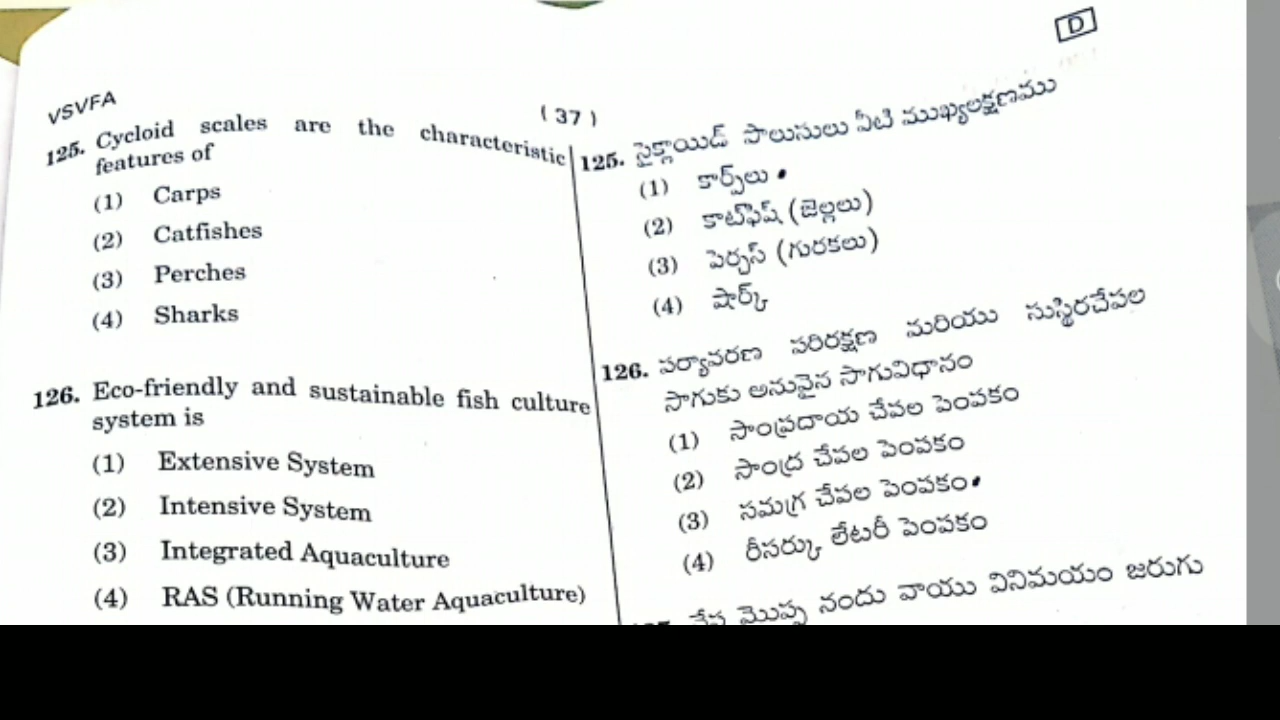 D
VSVFA
( 37 )
125. Cycloid scales are the characteristic
features of
(1) Carps
(2) Catfishes
(3) Perches
(4) Sharks
126. Eco-friendly and sustainable fish culture
system is
(1) Extensive System
(2) Intensive System
(3) Integrated Aquaculture
(4) RAS (Running Water Aquaculture)
125. సైక్లాయిడ్ పొలుసులు వీటి ముఖ్యలక్షణము
(1) కార్ప్‌లు
(2) కాట్‌ఫిష్ (జెల్లలు)
(3) పెర్చస్ (గురకలు)
(4) షార్క్
126. పర్యావరణ పరిరక్షణ మరియు సుస్థిరచేపల
సాగుకు అనువైన సాగువిధానం
(1) సాంప్రదాయ చేపల పెంపకం
(2) సాంద్ర చేపల పెంపకం
(3) సమగ్ర చేపల పెంపకం
(4) రీసర్కు లేటరీ పెంపకం
చేప మొప్ప నందు వాయు వినిమయం జరుగు